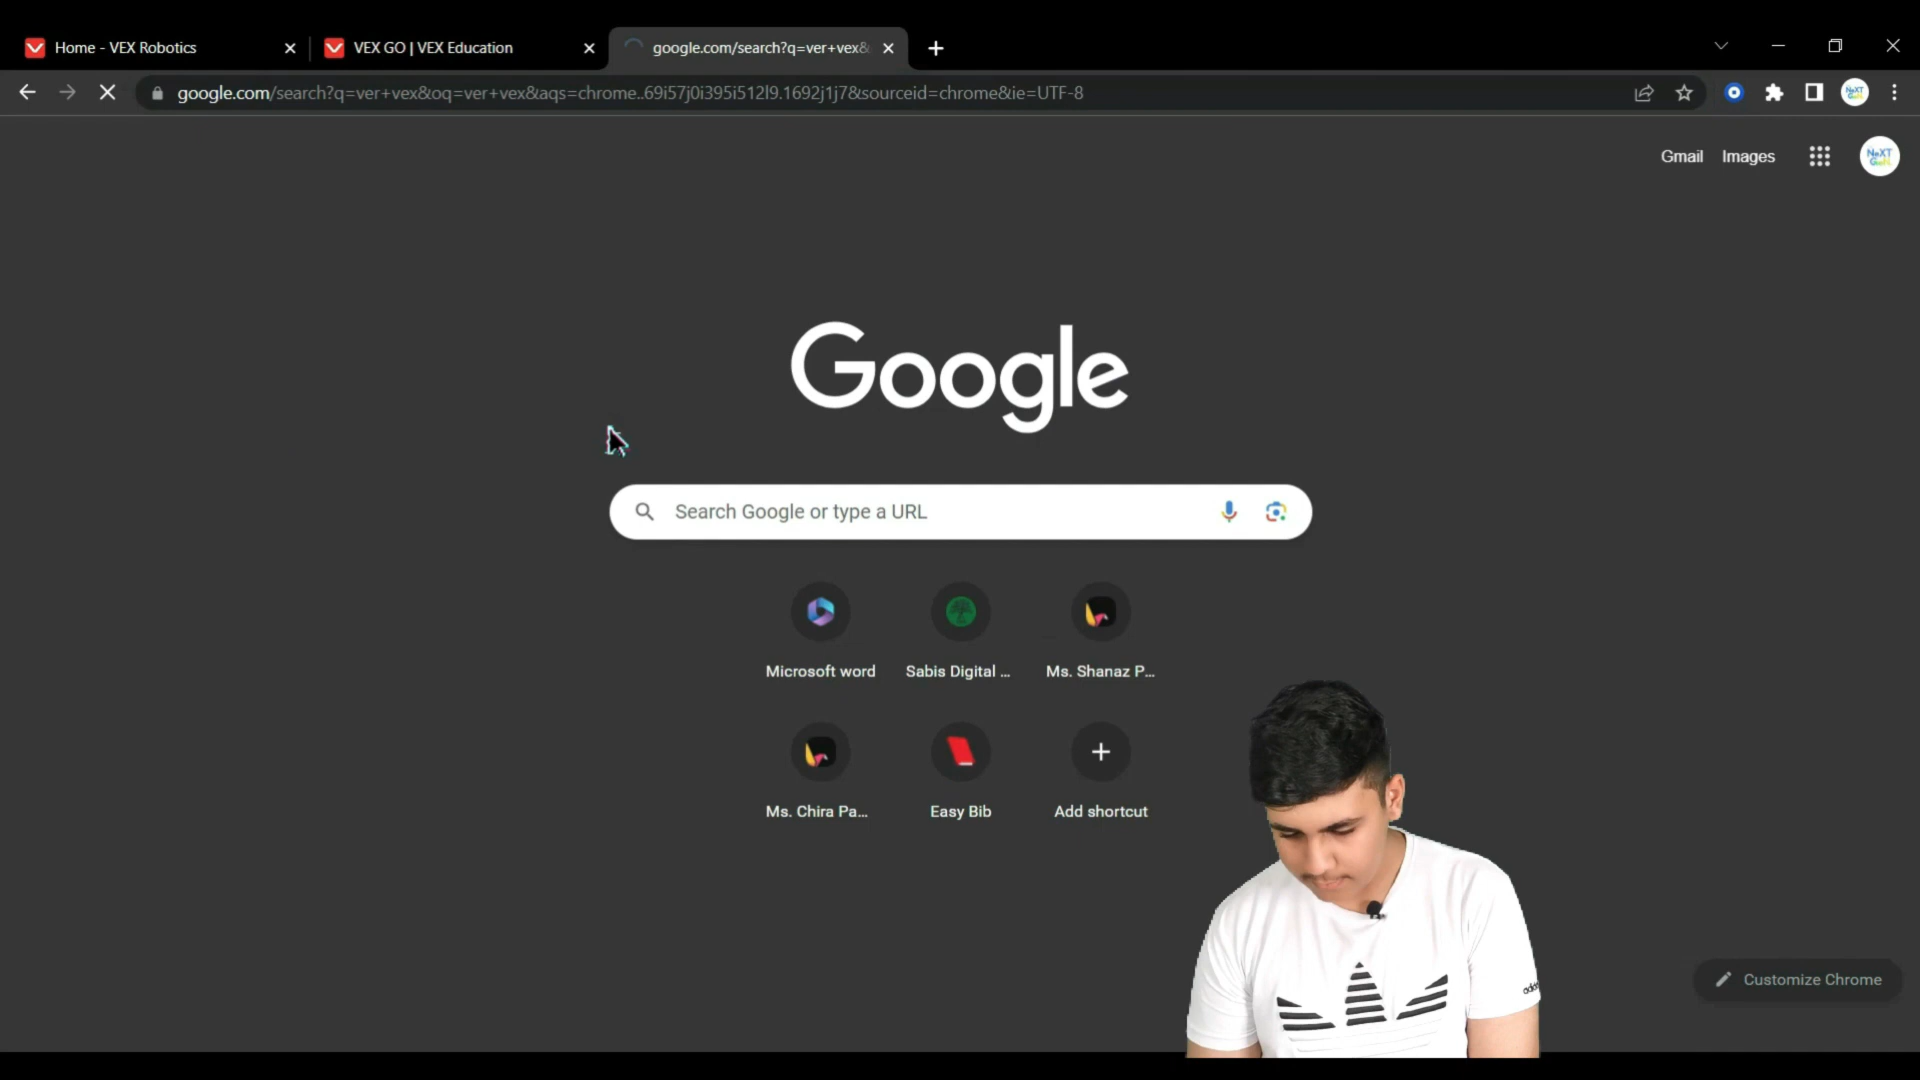 Home - VEX Robotics
VEX GO | VEX Education
google.com/search?q=ver+vex&
google.com/search?q=ver+vex&oq=ver+vex&aqs=chrome..69i57j0i395i512l9.1692j1j7&sourceid=chrome&ie=UTF-8
Gmail Images
NeXT
Google
Search Google or type a URL
Microsoft word
Sabis Digital ...
Ms. Shanaz P...
Ms. Chira Pa...
Easy Bib
Add shortcut
Customize Chrome